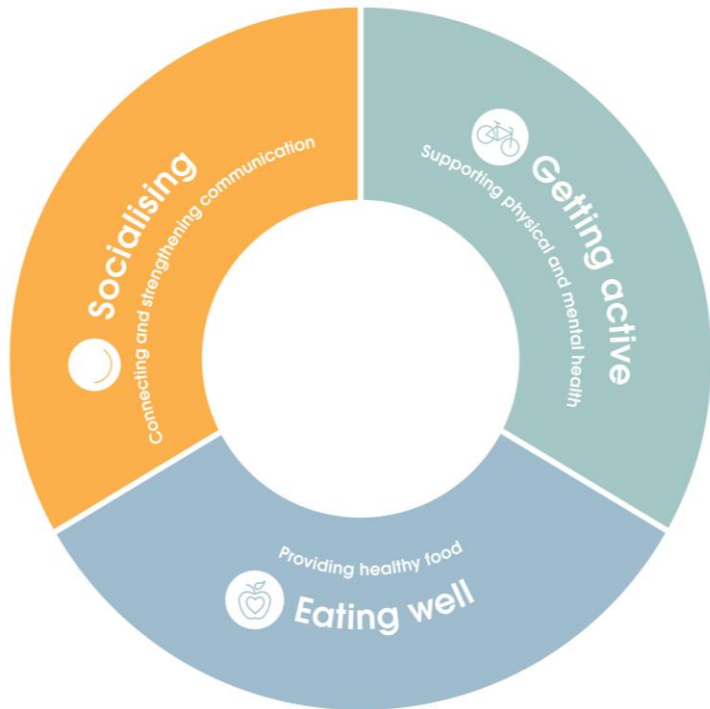 Socialising
Connecting and strengthening communication
Getting active
Supporting physical and mental health
Providing healthy food
Eating well